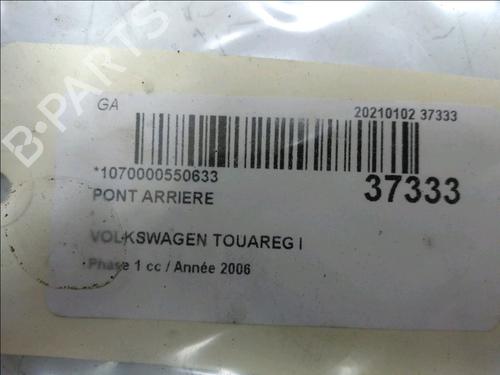 GA
20210102 37333
*1070000550633
37333
PONT ARRIERE
VOLKSWAGEN TOUAREG I
Phase 1 cc / Année 2006
B-PARTS